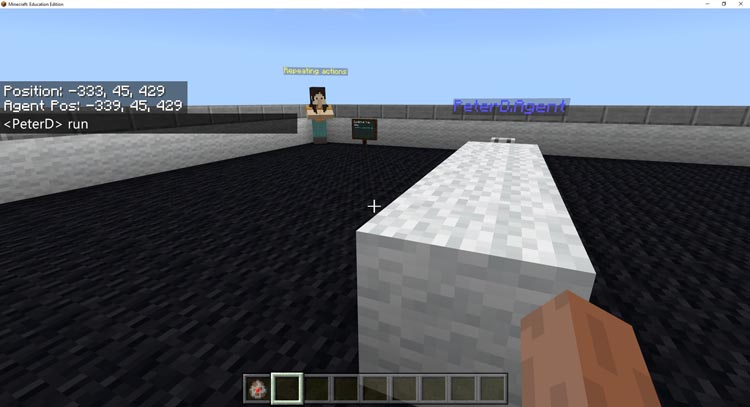 Minecraft: Education Edition
Repeating actions
Position: -333, 45, 429
Agent Pos: -339, 45, 429
PeterD.Agent
<PeterD> run